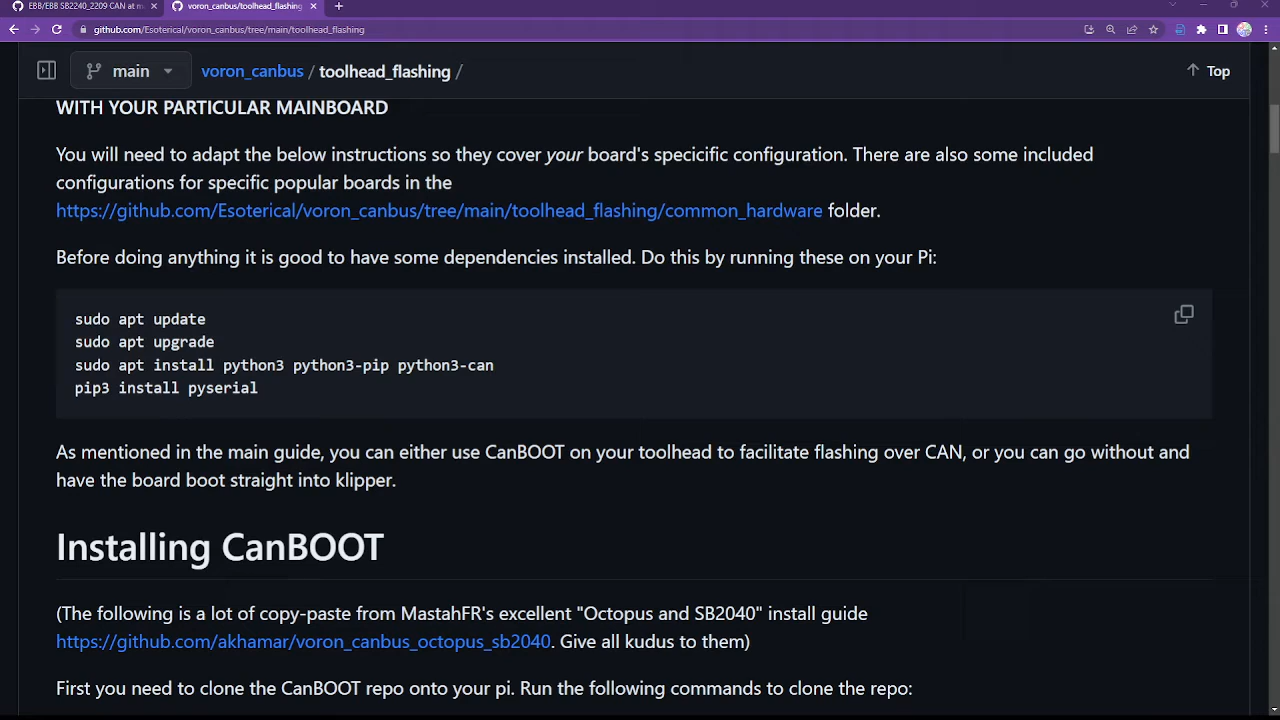 EBB/EBB SB2240_2209 CAN at m
voron_canbus/toolhead_flashing
github.com/Esoterical/voron_canbus/tree/main/toolhead_flashing
main
voron_canbus / toolhead_flashing /
Top
WITH YOUR PARTICULAR MAINBOARD
You will need to adapt the below instructions so they cover your board's specicific configuration. There are also some included
configurations for specific popular boards in the
https://github.com/Esoterical/voron_canbus/tree/main/toolhead_flashing/common_hardware folder.
Before doing anything it is good to have some dependencies installed. Do this by running these on your Pi:
sudo apt update
sudo apt upgrade
sudo apt install python3 python3-pip python3-can
pip3 install pyserial
As mentioned in the main guide, you can either use CanBOOT on your toolhead to facilitate flashing over CAN, or you can go without and
have the board boot straight into klipper.
Installing CanBOOT
(The following is a lot of copy-paste from MastahFR's excellent "Octopus and SB2040" install guide
https://github.com/akhamar/voron_canbus_octopus_sb2040. Give all kudus to them)
First you need to clone the CanBOOT repo onto your pi. Run the following commands to clone the repo: